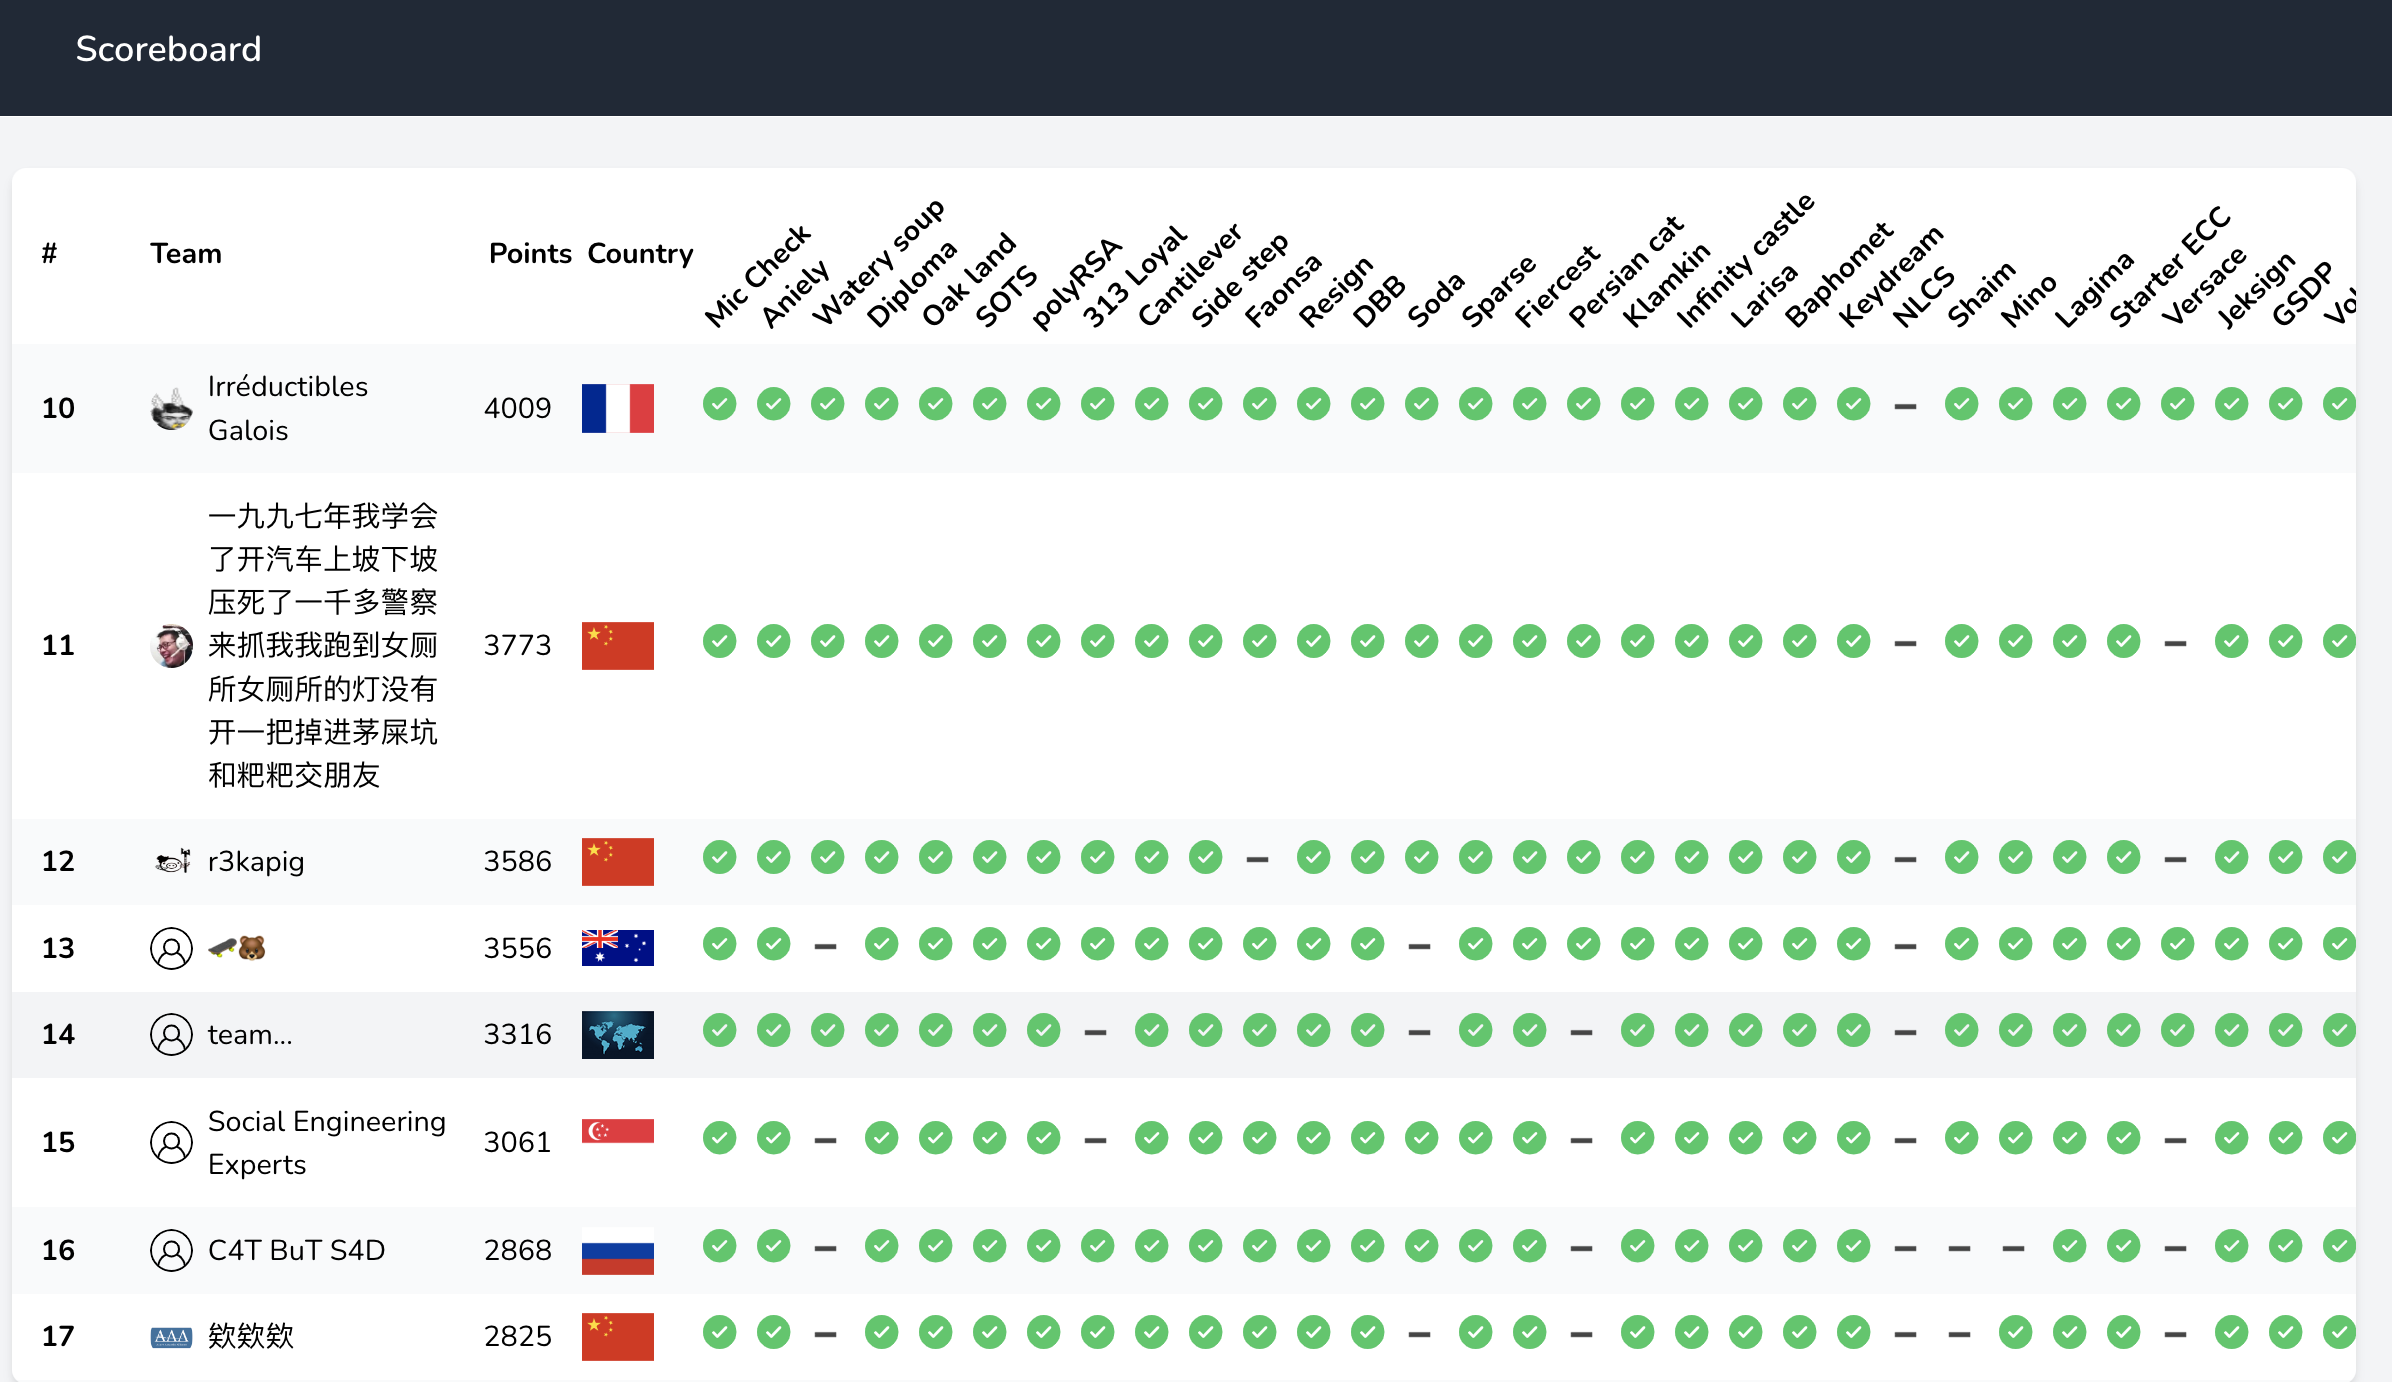 Scoreboard
# Team Points Country Mic Check Aniely Watery soup Diploma Oak land SOTS polyRSA 313 Loyal Cantilever Side step Faonsa Resign DBB Soda Sparse Fiercest Persian cat Klamkin Infinity castle Larisa Baphomet Keydream NLCS Shaim Mino Lagima Starter ECC Versace Jeksign GSDP
10 Irréductibles 4009
Galois
一九九七年我学会
了开汽车上坡下坡
压死了一千多警察
11 来抓我我跑到女厕 3773
所女厕所的灯没有
开一把掉进茅屎坑
和粑粑交朋友
12 r3kapig 3586
13 🛹🐻 3556
14 team... 3316
15 Social Engineering 3061
Experts
16 C4T BuT S4D 2868
17 AAA 欸欸欸 2825